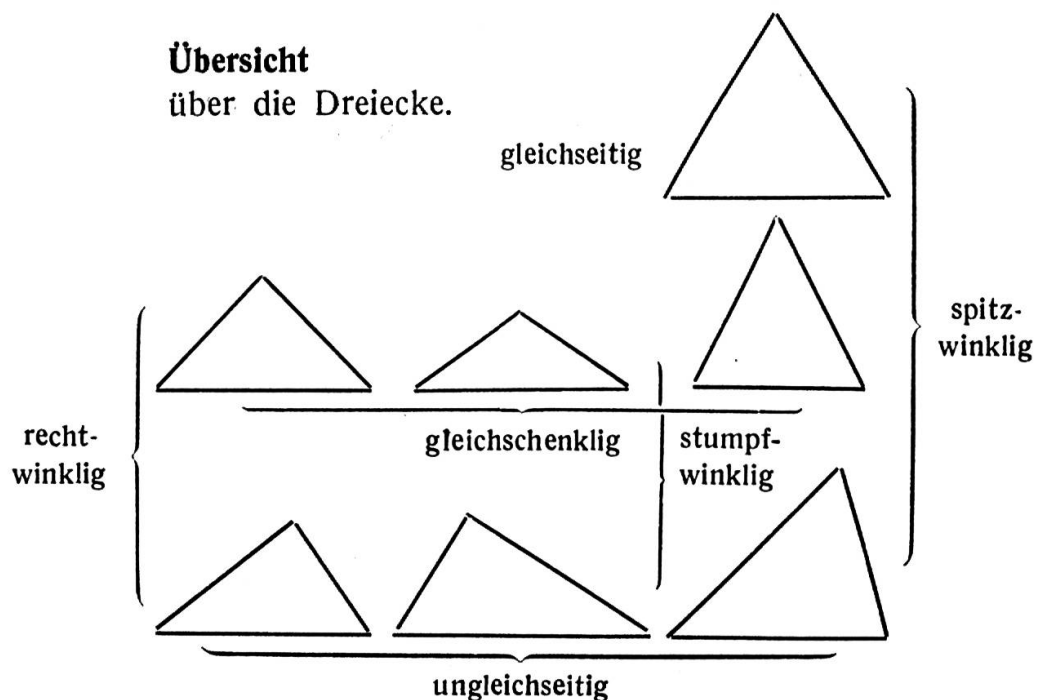 Übersicht
über die Dreiecke.
gleichseitig
spitz-
winklig
recht-
winklig
gleichschenklig
stumpf-
winklig
ungleichseitig